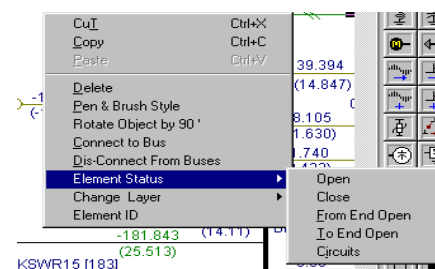 CuT Ctrl+X
Copy Ctrl+C
Paste Ctrl+V
39.394
(14.847)
Delete
Pen & Brush Style
8.105
Rotate Object by 90 '
1.630)
Connect to Bus
.740
Dis-Connect From Buses
Element Status
Open
Change Layer
Close
Element ID
From End Open
-181.843
(14.11)
To End Open
(25.513)
Circuits
KSWR15 [183]